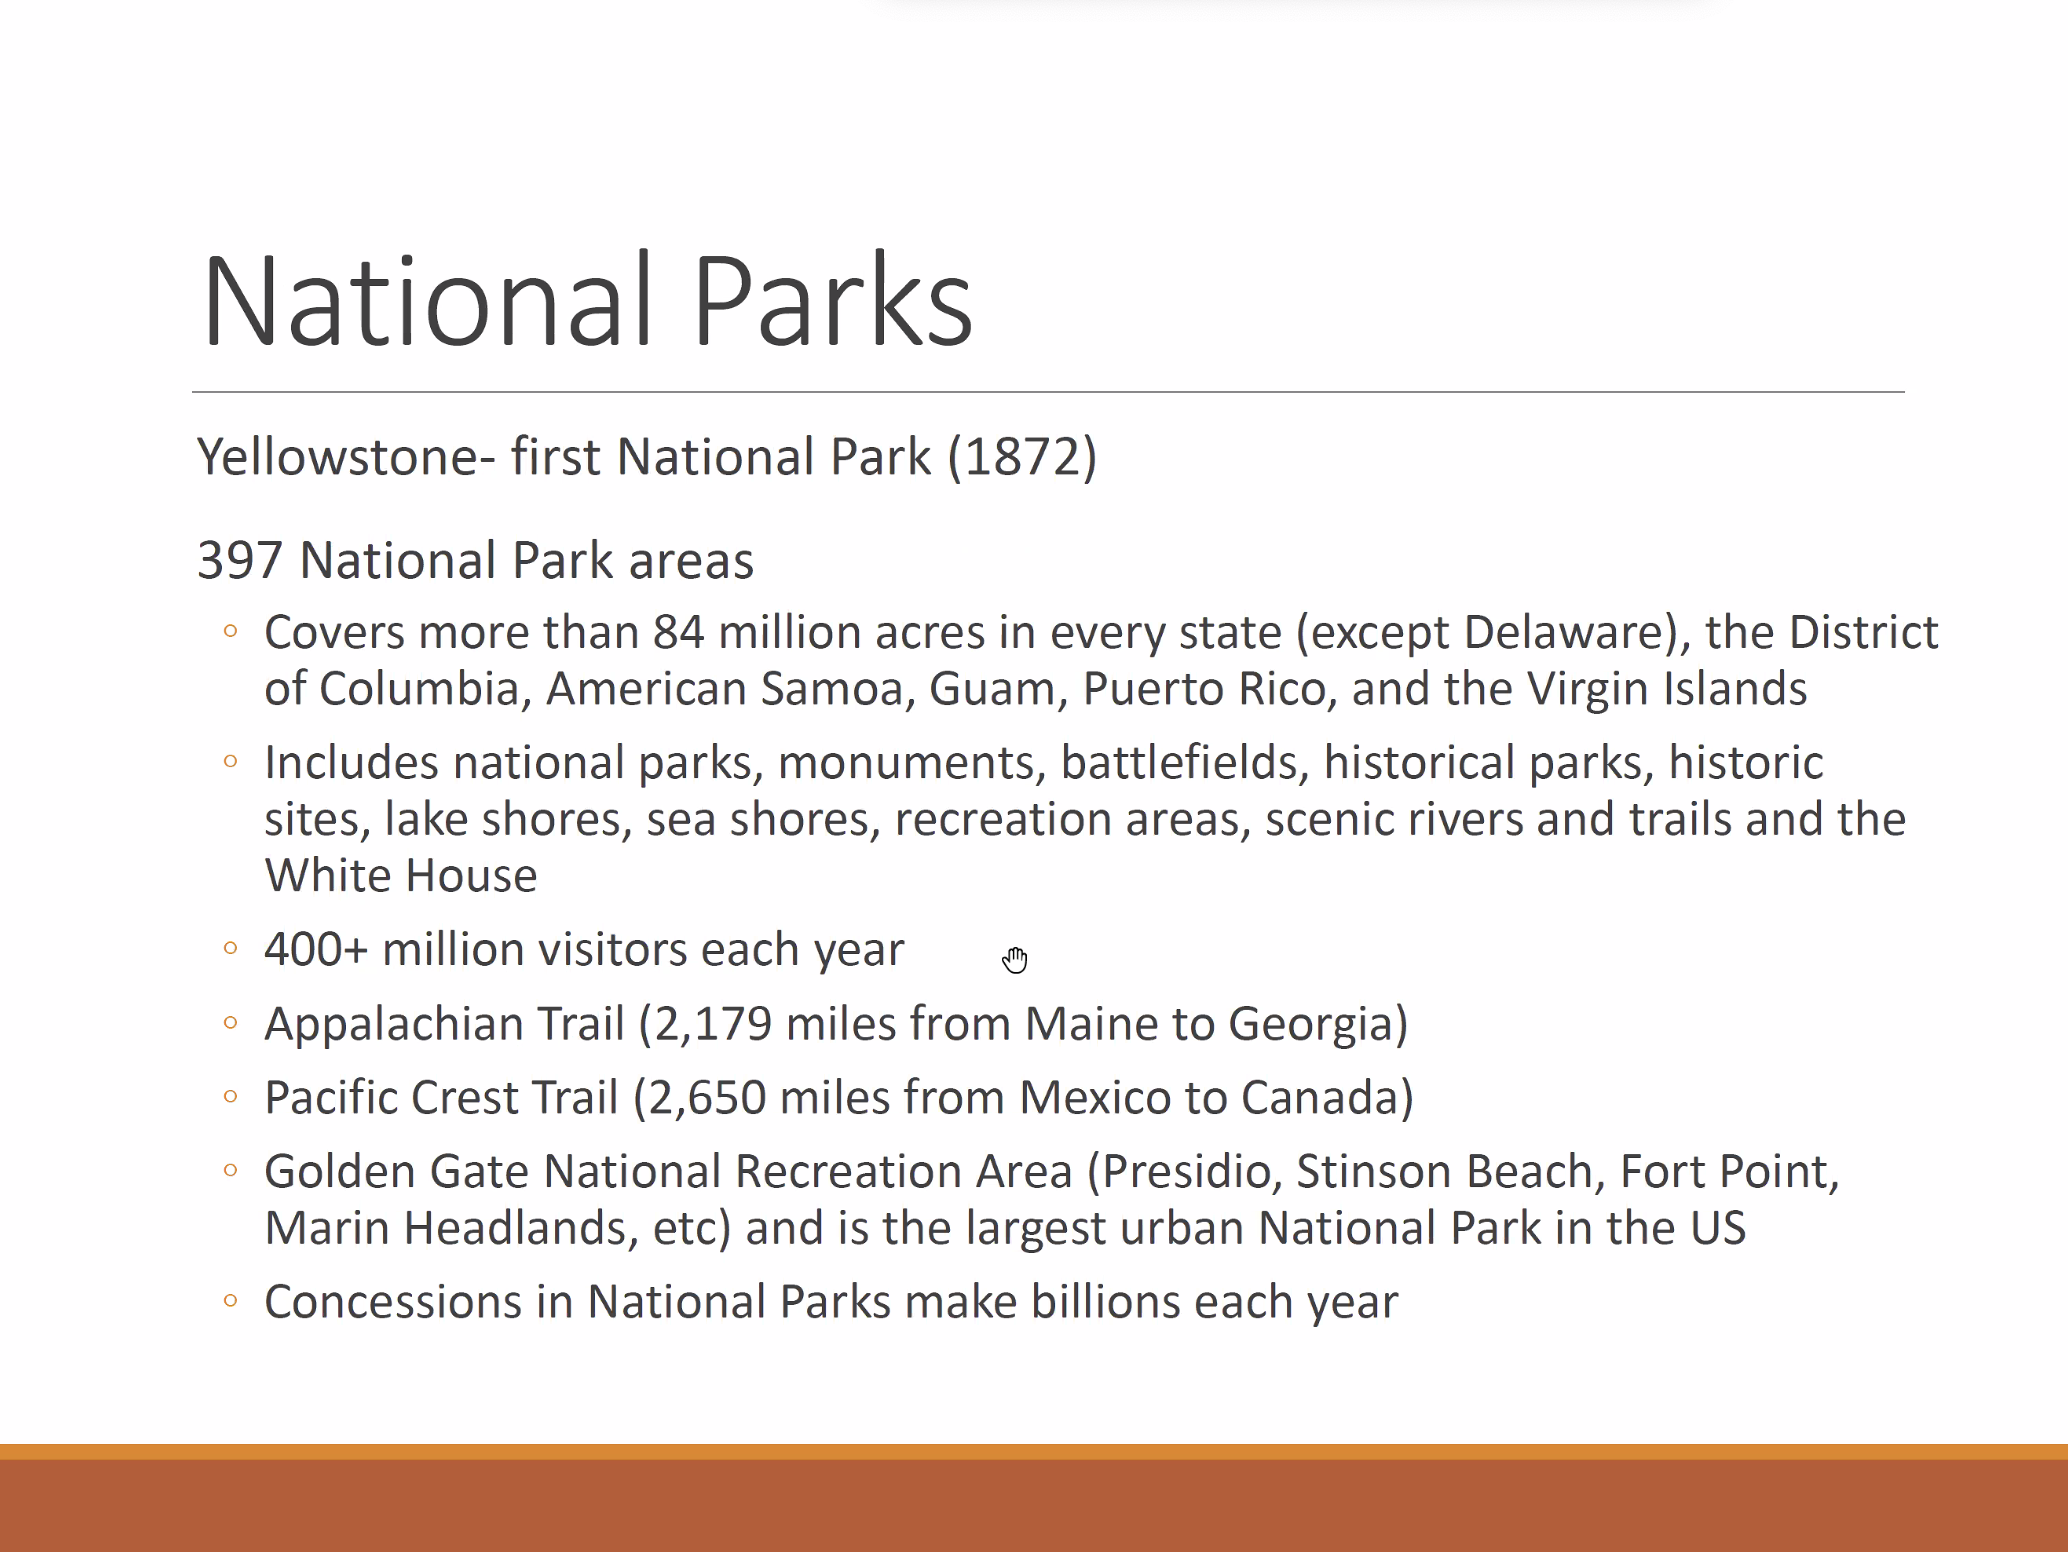 National Parks
Yellowstone- first National Park (1872)
397 National Park areas
◦ Covers more than 84 million acres in every state (except Delaware), the District
of Columbia, American Samoa, Guam, Puerto Rico, and the Virgin Islands
◦ Includes national parks, monuments, battlefields, historical parks, historic
sites, lake shores, sea shores, recreation areas, scenic rivers and trails and the
White House
◦ 400+ million visitors each year
◦ Appalachian Trail (2,179 miles from Maine to Georgia)
◦ Pacific Crest Trail (2,650 miles from Mexico to Canada)
◦ Golden Gate National Recreation Area (Presidio, Stinson Beach, Fort Point,
Marin Headlands, etc) and is the largest urban National Park in the US
◦ Concessions in National Parks make billions each year